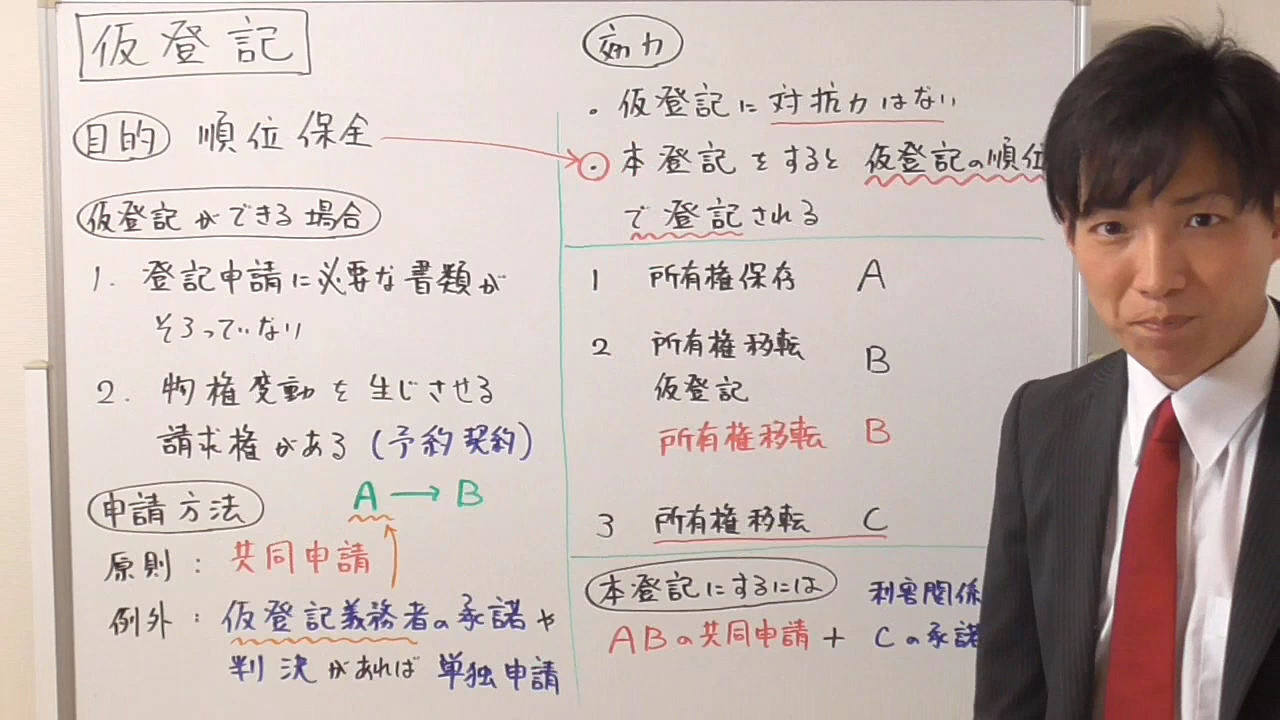 仮登記
目的 順位保全
仮登記ができる場合
1. 登記申請に必要な書類が
そろっていない
2. 物権変動を生じさせる
請求権がある(予約契約)
申請方法 A→B
原則:共同申請
例外:仮登記義務者の承諾や
判決があれば単独申請
効力
・仮登記に対抗力はない
・本登記をすると仮登記の順位
で登記される
1 所有権保存 A
2 所有権移転 B
仮登記
所有権移転 B
3 所有権移転 C
本登記にするには 利害関係
ABの共同申請+Cの承諾